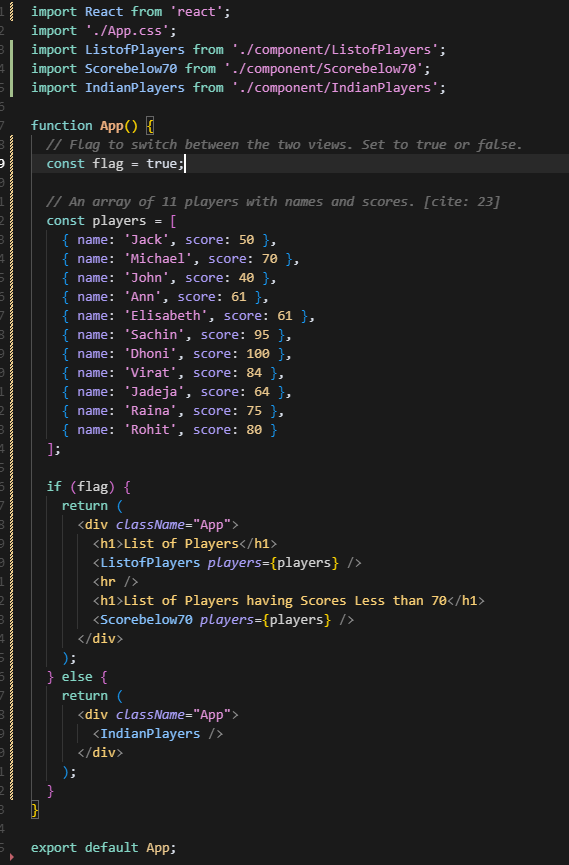 import React from 'react';
import './App.css';
import ListofPlayers from './component/ListofPlayers';
import Scorebelow70 from './component/Scorebelow70';
import IndianPlayers from './component/IndianPlayers';

function App() {
  // Flag to switch between the two views. Set to true or false.
  const flag = true;

  // An array of 11 players with names and scores. [cite: 23]
  const players = [
    { name: 'Jack', score: 50 },
    { name: 'Michael', score: 70 },
    { name: 'John', score: 40 },
    { name: 'Ann', score: 61 },
    { name: 'Elisabeth', score: 61 },
    { name: 'Sachin', score: 95 },
    { name: 'Dhoni', score: 100 },
    { name: 'Virat', score: 84 },
    { name: 'Jadeja', score: 64 },
    { name: 'Raina', score: 75 },
    { name: 'Rohit', score: 80 }
  ];

  if (flag) {
    return (
      <div className="App">
        <h1>List of Players</h1>
        <ListofPlayers players={players} />
        <hr />
        <h1>List of Players having Scores Less than 70</h1>
        <Scorebelow70 players={players} />
      </div>
    );
  } else {
    return (
      <div className="App">
        <IndianPlayers />
      </div>
    );
  }
}

export default App;